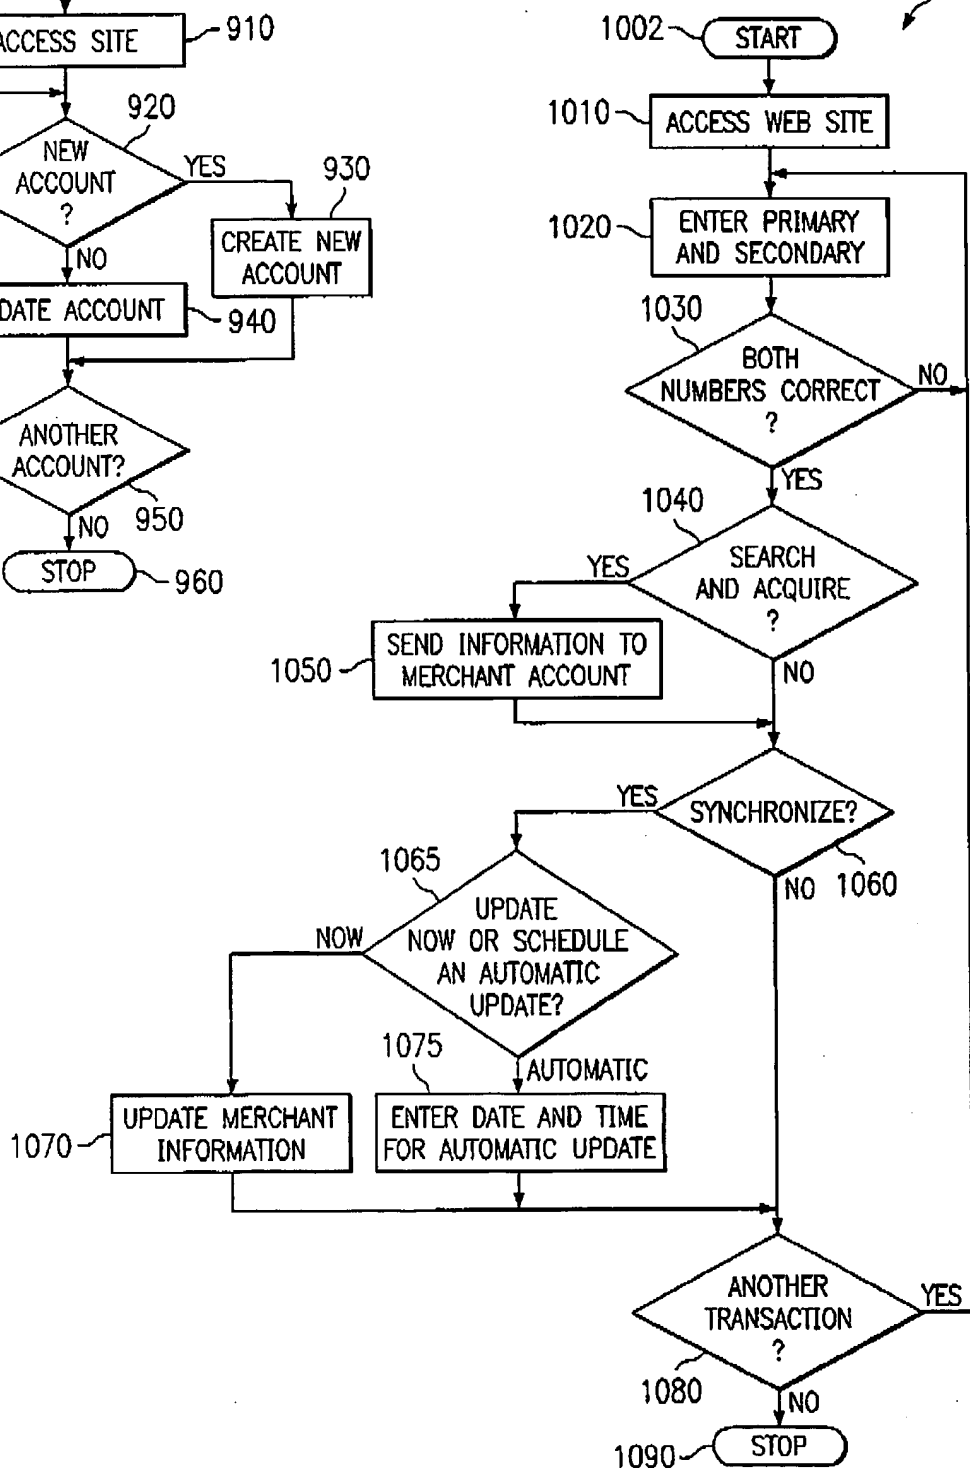 ACCESS SITE
910
920
NEW
ACCOUNT
?
YES
930
CREATE NEW
ACCOUNT
NO
DATE ACCOUNT
940
ANOTHER
ACCOUNT?
950
NO
STOP
960
1002
START
1010
ACCESS WEB SITE
1020
ENTER PRIMARY
AND SECONDARY
1030
BOTH
NUMBERS CORRECT
?
NO
YES
1040
SEARCH
AND ACQUIRE
?
YES
1050
SEND INFORMATION TO
MERCHANT ACCOUNT
NO
YES
SYNCHRONIZE?
1060
NO
1065
UPDATE
NOW OR SCHEDULE
AN AUTOMATIC
UPDATE?
NOW
1075
AUTOMATIC
1070
UPDATE MERCHANT
INFORMATION
ENTER DATE AND TIME
FOR AUTOMATIC UPDATE
ANOTHER
TRANSACTION
?
YES
1080
NO
1090
STOP